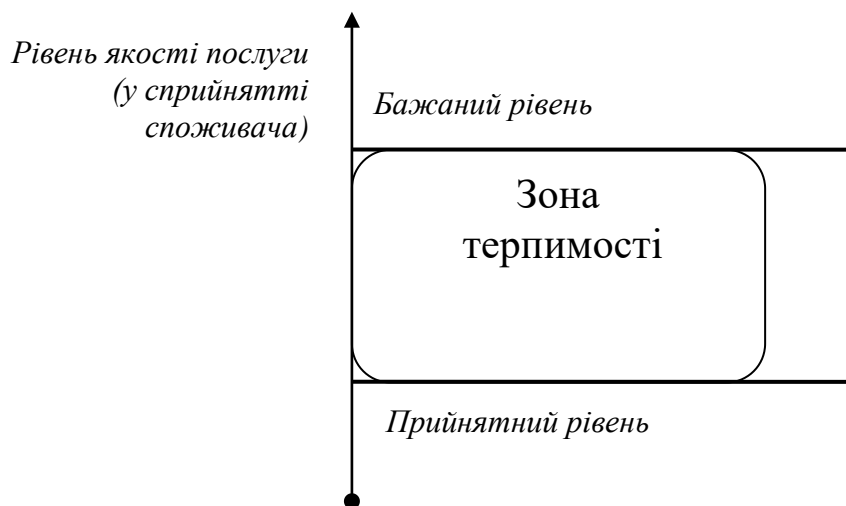 Рівень якості послуги
(у сприйнятті
споживача)
Бажаний рівень
Зона
терпимості
Прийнятний рівень